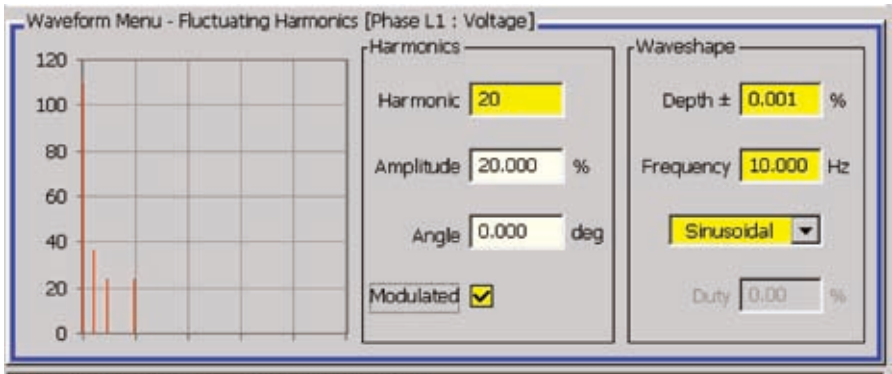 Waveform Menu - Fluctuating Harmonics [Phase L1 : Voltage]
120
100
80
60
40
20
0
Harmonics
Harmonic 20
Amplitude 20.000 %
Angle 0.000 deg
Modulated
Waveshape
Depth ± 0.001 %
Frequency 10.000 Hz
Sinusoidal
Duty 0.00 %